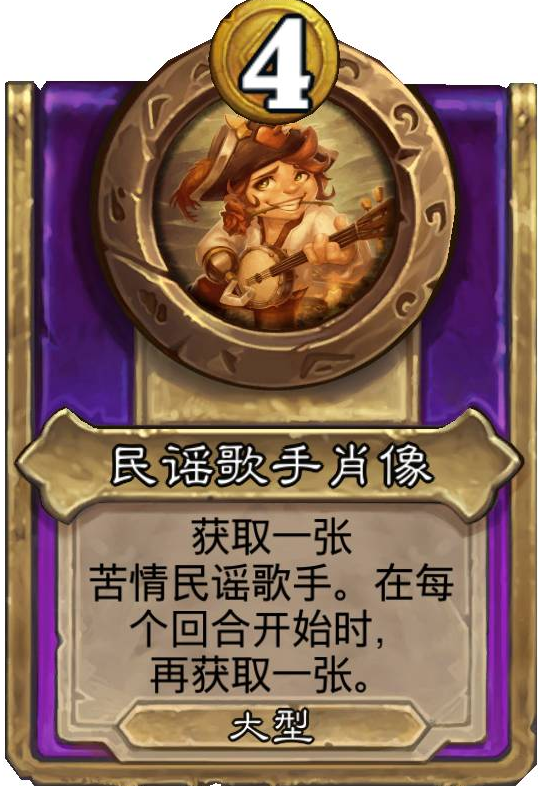 4
民谣歌手肖像
获取一张
苦情民谣歌手。在每
个回合开始时，
再获取一张。
大型